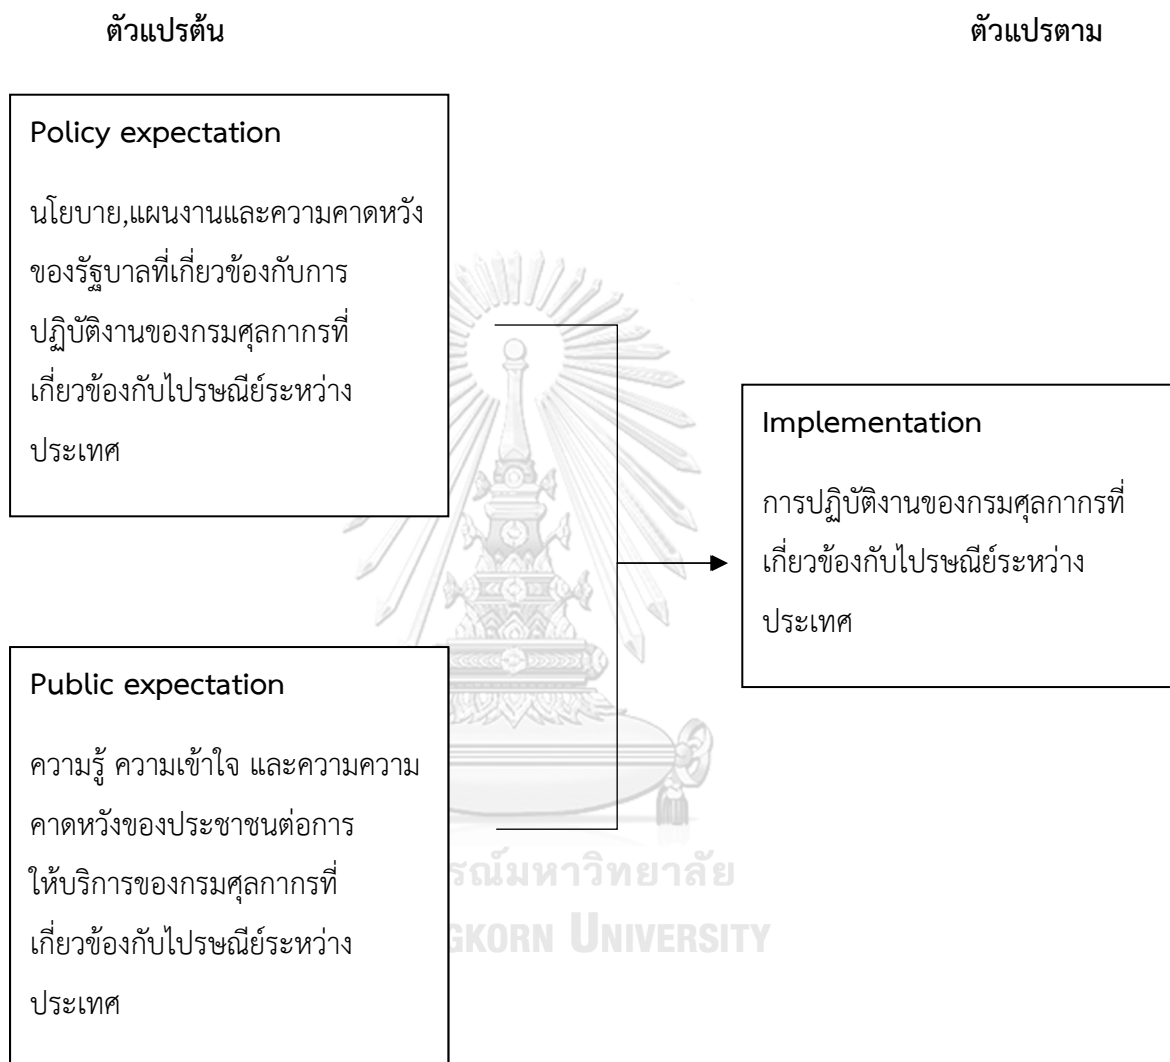 ตัวแปรต้น
ตัวแปรตาม
Policy expectation
นโยบาย,แผนงานและความคาดหวัง
ของรัฐบาลที่เกี่ยวข้องกับการ
ปฏิบัติงานของกรมศุลกากรที่
เกี่ยวข้องกับไปรษณีย์ระหว่าง
ประเทศ
Implementation
การปฏิบัติงานของกรมศุลกากรที่
เกี่ยวข้องกับไปรษณีย์ระหว่าง
ประเทศ
Public expectation
ความรู้ ความเข้าใจ และความความ
คาดหวังของประชาชนต่อการ
ให้บริการของกรมศุลกากรที่
เกี่ยวข้องกับไปรษณีย์ระหว่าง
ประเทศ
รณ์มหาวิทยาลัย
GKORN UNIVERSITY